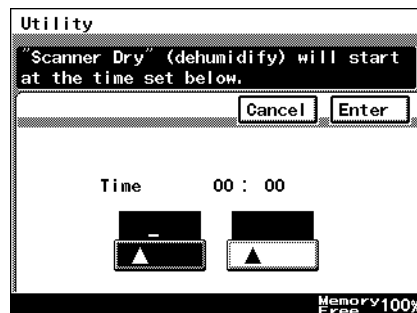 Utility
"Scanner Dry" (dehumidify) will start
at the time set below.
Cancel Enter
Time 00 : 00
Memory
Free 100%